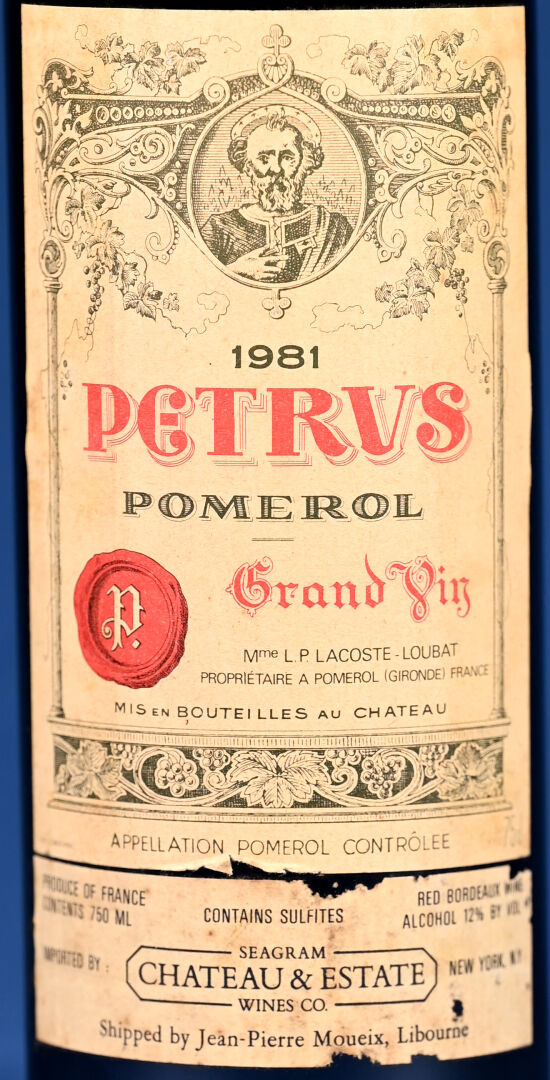 1981
PETRVS
POMEROL
Grand Vin
P.
Mme L.P. LACOSTE-LOUBAT
PROPRIÉTAIRE A POMEROL (GIRONDE) FRANCE
MIS EN BOUTEILLES AU CHATEAU
APPELLATION POMEROL CONTRÔLÉE
PRODUCE OF FRANCE
CONTENTS 750 ML
CONTAINS SULFITES
RED BORDEAUX WINE
ALCOHOL 12% BY VOL
IMPORTED BY:
SEAGRAM
CHATEAU & ESTATE
WINES CO.
NEW YORK, NY
Shipped by Jean-Pierre Moueix, Libourne